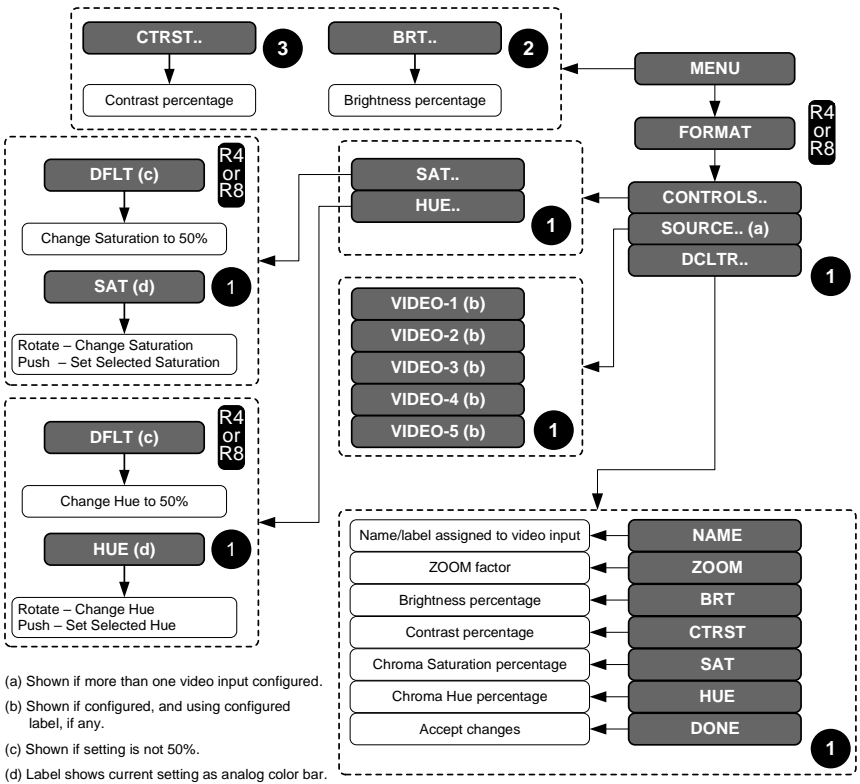 CTRST..
3
BRT..
2
Contrast percentage
Brightness percentage
MENU
FORMAT
R4
or
R8
CONTROLS..
SOURCE.. (a)
DCLTR..
1
SAT..
HUE..
1
DFLT (c)
R4
or
R8
Change Saturation to 50%
SAT (d)
1
Rotate – Change Saturation
Push – Set Selected Saturation
VIDEO-1 (b)
VIDEO-2 (b)
VIDEO-3 (b)
VIDEO-4 (b)
VIDEO-5 (b)
1
DFLT (c)
R4
or
R8
Change Hue to 50%
HUE (d)
1
Rotate – Change Hue
Push – Set Selected Hue
Name/label assigned to video input
NAME
ZOOM factor
ZOOM
Brightness percentage
BRT
Contrast percentage
CTRST
Chroma Saturation percentage
SAT
Chroma Hue percentage
HUE
Accept changes
DONE
1
(a) Shown if more than one video input configured.
(b) Shown if configured, and using configured
label, if any.
(c) Shown if setting is not 50%.
(d) Label shows current setting as analog color bar.